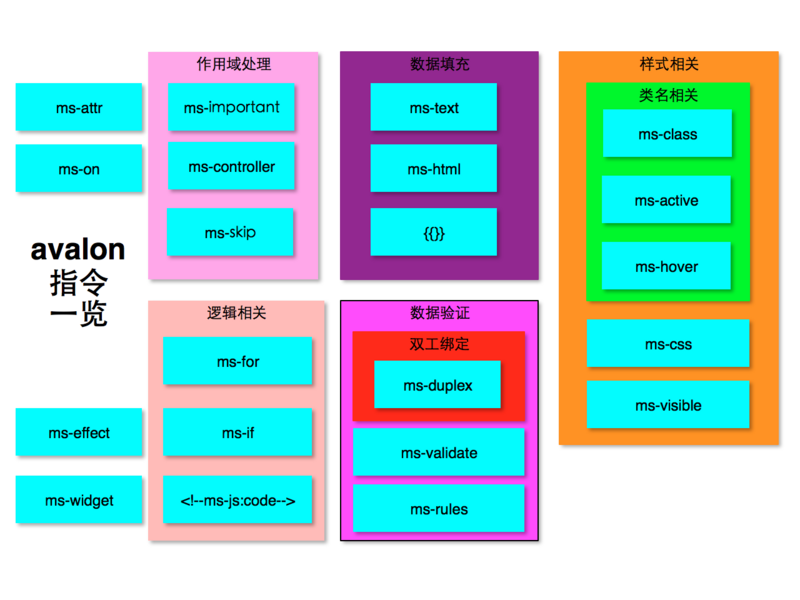 ms-attr
ms-on
avalon
指令
一览
ms-effect
ms-widget
作用域处理
ms-important
ms-controller
ms-skip
逻辑相关
ms-for
ms-if
<!--ms-js:code-->
数据填充
ms-text
ms-html
{{}}
数据验证
双工绑定
ms-duplex
ms-validate
ms-rules
样式相关
类名相关
ms-class
ms-active
ms-hover
ms-css
ms-visible